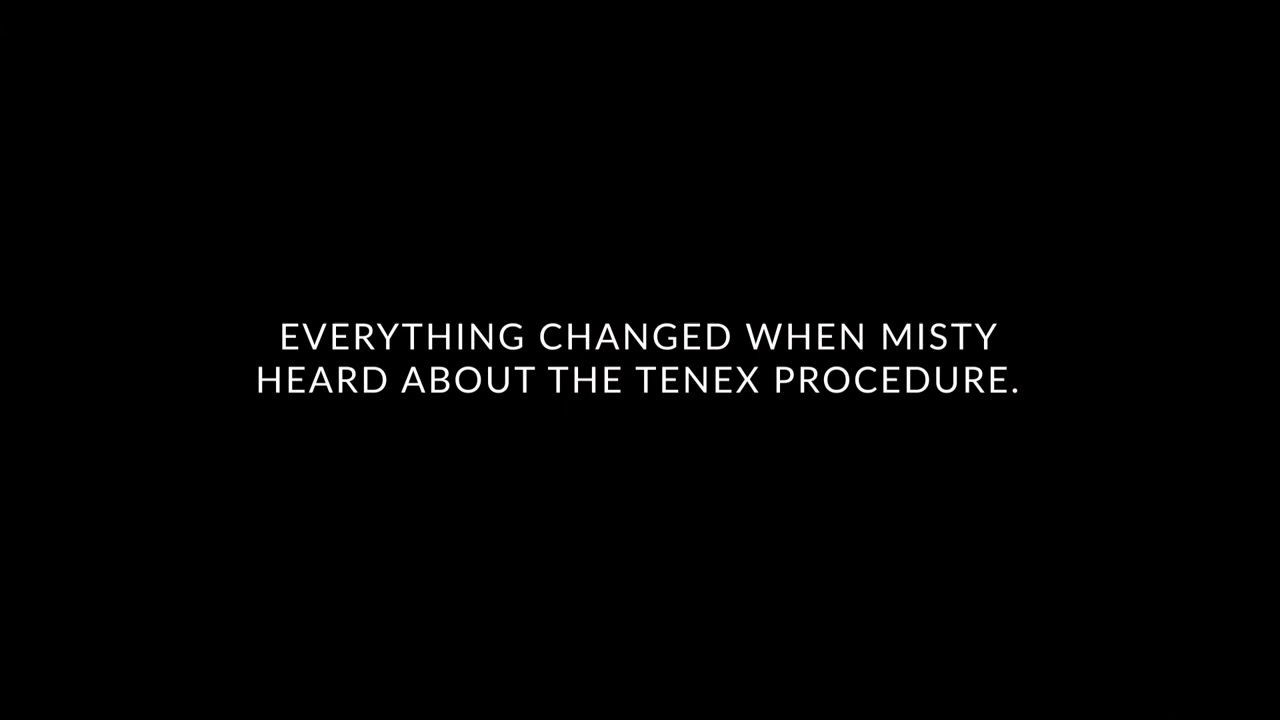 EVERYTHING CHANGED WHEN MISTY
HEARD ABOUT THE TENEX PROCEDURE.